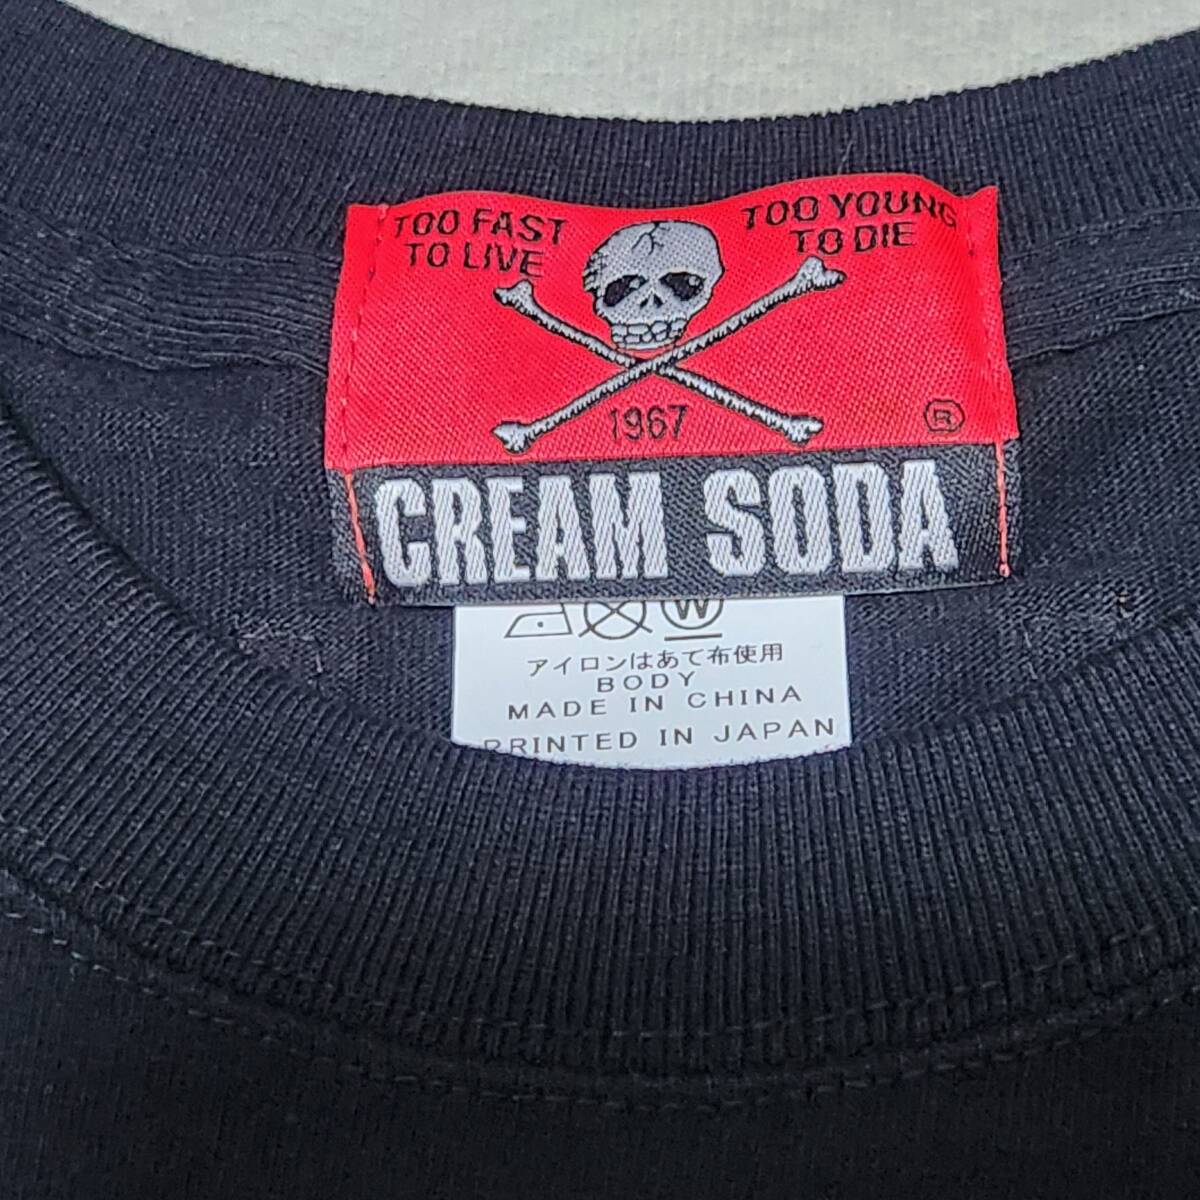 TOO FAST
TO LIVE
TOO YOUNG
TO DIE
1967
®
CREAM SODA
W
アイロンはあて布使用
BODY
MADE IN CHINA
PRINTED IN JAPAN